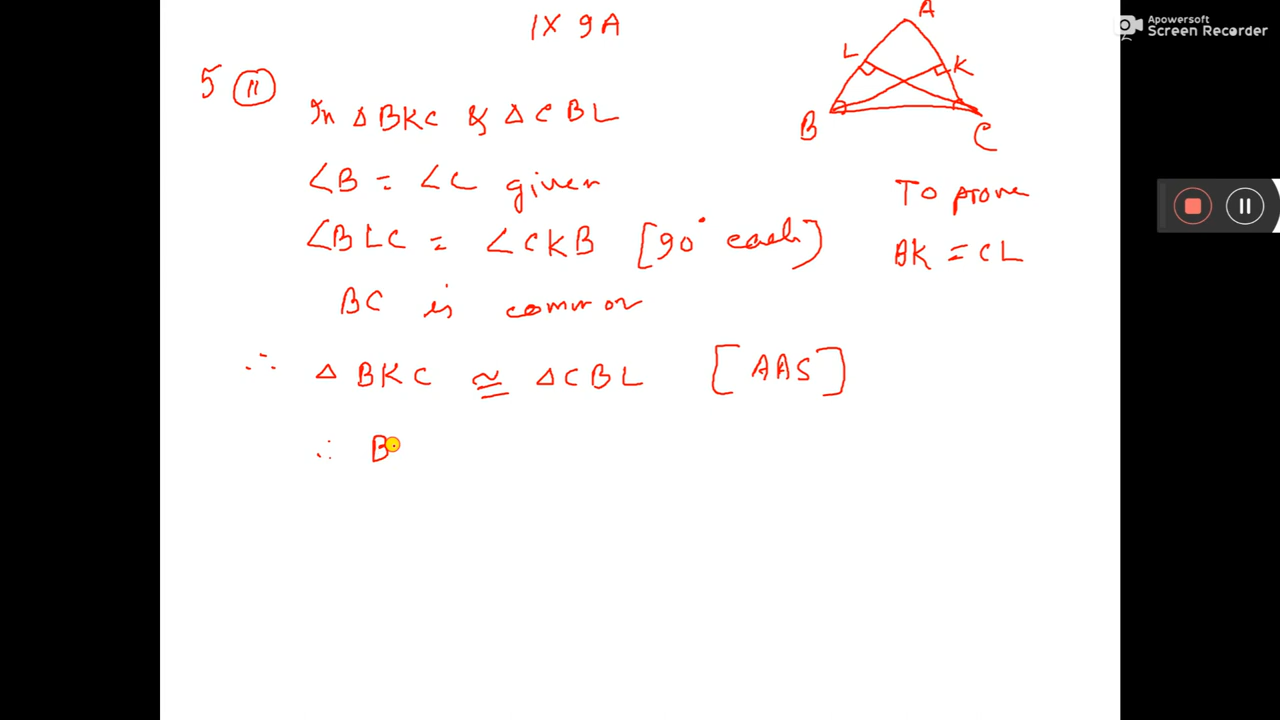 IX 9A
5 (ii)
In Δ BKC & Δ CBL
∠B = ∠C given
∠BLC = ∠CKB [90° each]
BC is common
∴ Δ BKC ≅ Δ CBL [AAS]
∴ B
A
L
K
B
C
To prove
BK = CL
Apowersoft
Screen Recorder